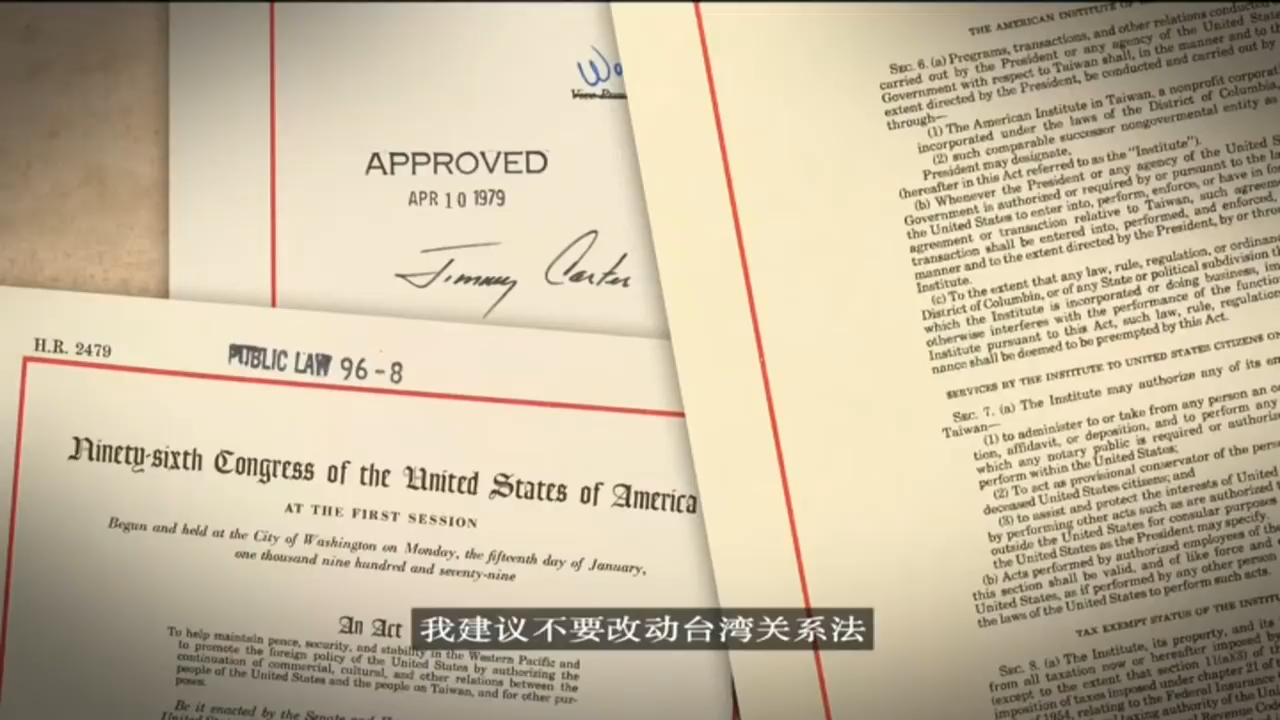 Wo
Vice Pres
APPROVED
APR 10 1979
Jimmy Carter
H.R. 2479
PUBLIC LAW 96-8
Ninety-sixth Congress of the United States of America
AT THE FIRST SESSION
Begun and held at the City of Washington on Monday, the fifteenth day of January,
one thousand nine hundred and seventy-nine
An Act
To help maintain peace, security, and stability in the Western Pacific and
to promote the foreign policy of the United States by authorizing the
continuation of commercial, cultural, and other relations between the
people of the United States and the people on Taiwan, and for other pur-
poses.
Be it enacted by the Senate and
THE AMERICAN INSTITUTE OF
SEC. 6. (a) Programs, transactions, and other relations conducted
carried out by the President or any agency of the United States
Government with respect to Taiwan shall, in the manner and to the
extent directed by the President, be conducted and carried out by
through—
(1) The American Institute in Taiwan, a nonprofit corporat
incorporated under the laws of the District of Columbia,
(2) such comparable successor nongovermental entity as
President may designate,
(hereafter in this Act referred to as the "Institute").
(b) Whenever the President or any agency of the United S
Government is authorized or required by or pursuant to the la
the United States to enter into, perform, enforce, or have in for
agreement or transaction relative to Taiwan, such agreem
transaction shall be entered into, performed, and enforced,
manner and to the extent directed by the President, by or throu
Institute.
(c) To the extent that any law, rule, regulation, or ordinan
District of Columbia, or of any State or political subdivision th
which the Institute is incorporated or doing business, im
otherwise interferes with the performance of the function
Institute pursuant to this Act, such law, rule, regulation
nance shall be deemed to be preempted by this Act.
SERVICES BY THE INSTITUTE TO UNITED STATES CITIZENS ON
SEC. 7. (a) The Institute may authorize any of its em
Taiwan—
(1) to administer to or take from any person an o
tion, affidavit, or deposition, and to perform any
which any notary public is required or authoriz
perform within the United States;
(2) To act as provisional conservator of the pers
deceased United States citizens; and
(3) to assist and protect the interests of United
by performing other acts such as are authorized
outside the United States for consular purposes
the United States as the President may specify.
(b) Acts performed by authorized employees of the
this section shall be valid, and of like force and
United States, as if performed by any other person
the laws of the United States to perform such acts.
TAX EXEMPT STATUS OF THE INSTIT
SEC. 8. (a) The Institute, its property, and its
from all taxation now or hereafter imposed by
(except to the extent that section 11(a)(3) of
imposition of taxes imposed under chapter 21 of
of 1954, relating to the Federal Insurance
我建议不要改动台湾关系法